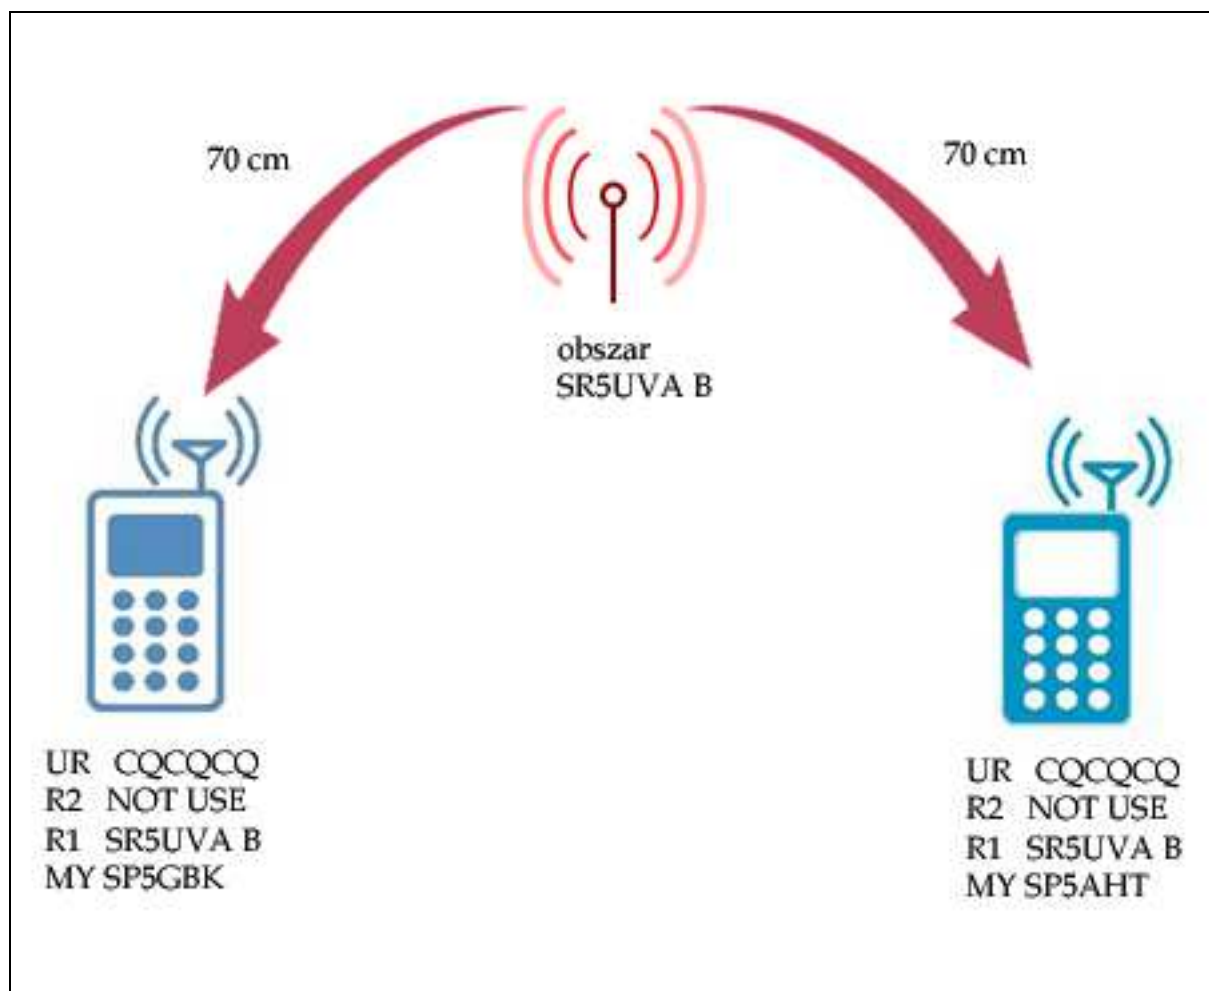 70 cm
70 cm
obszar
SR5UVA B
UR CQCQCQ
R2 NOT USE
R1 SR5UVA B
MY SP5GBK
UR CQCQCQ
R2 NOT USE
R1 SR5UVA B
MY SP5AHT